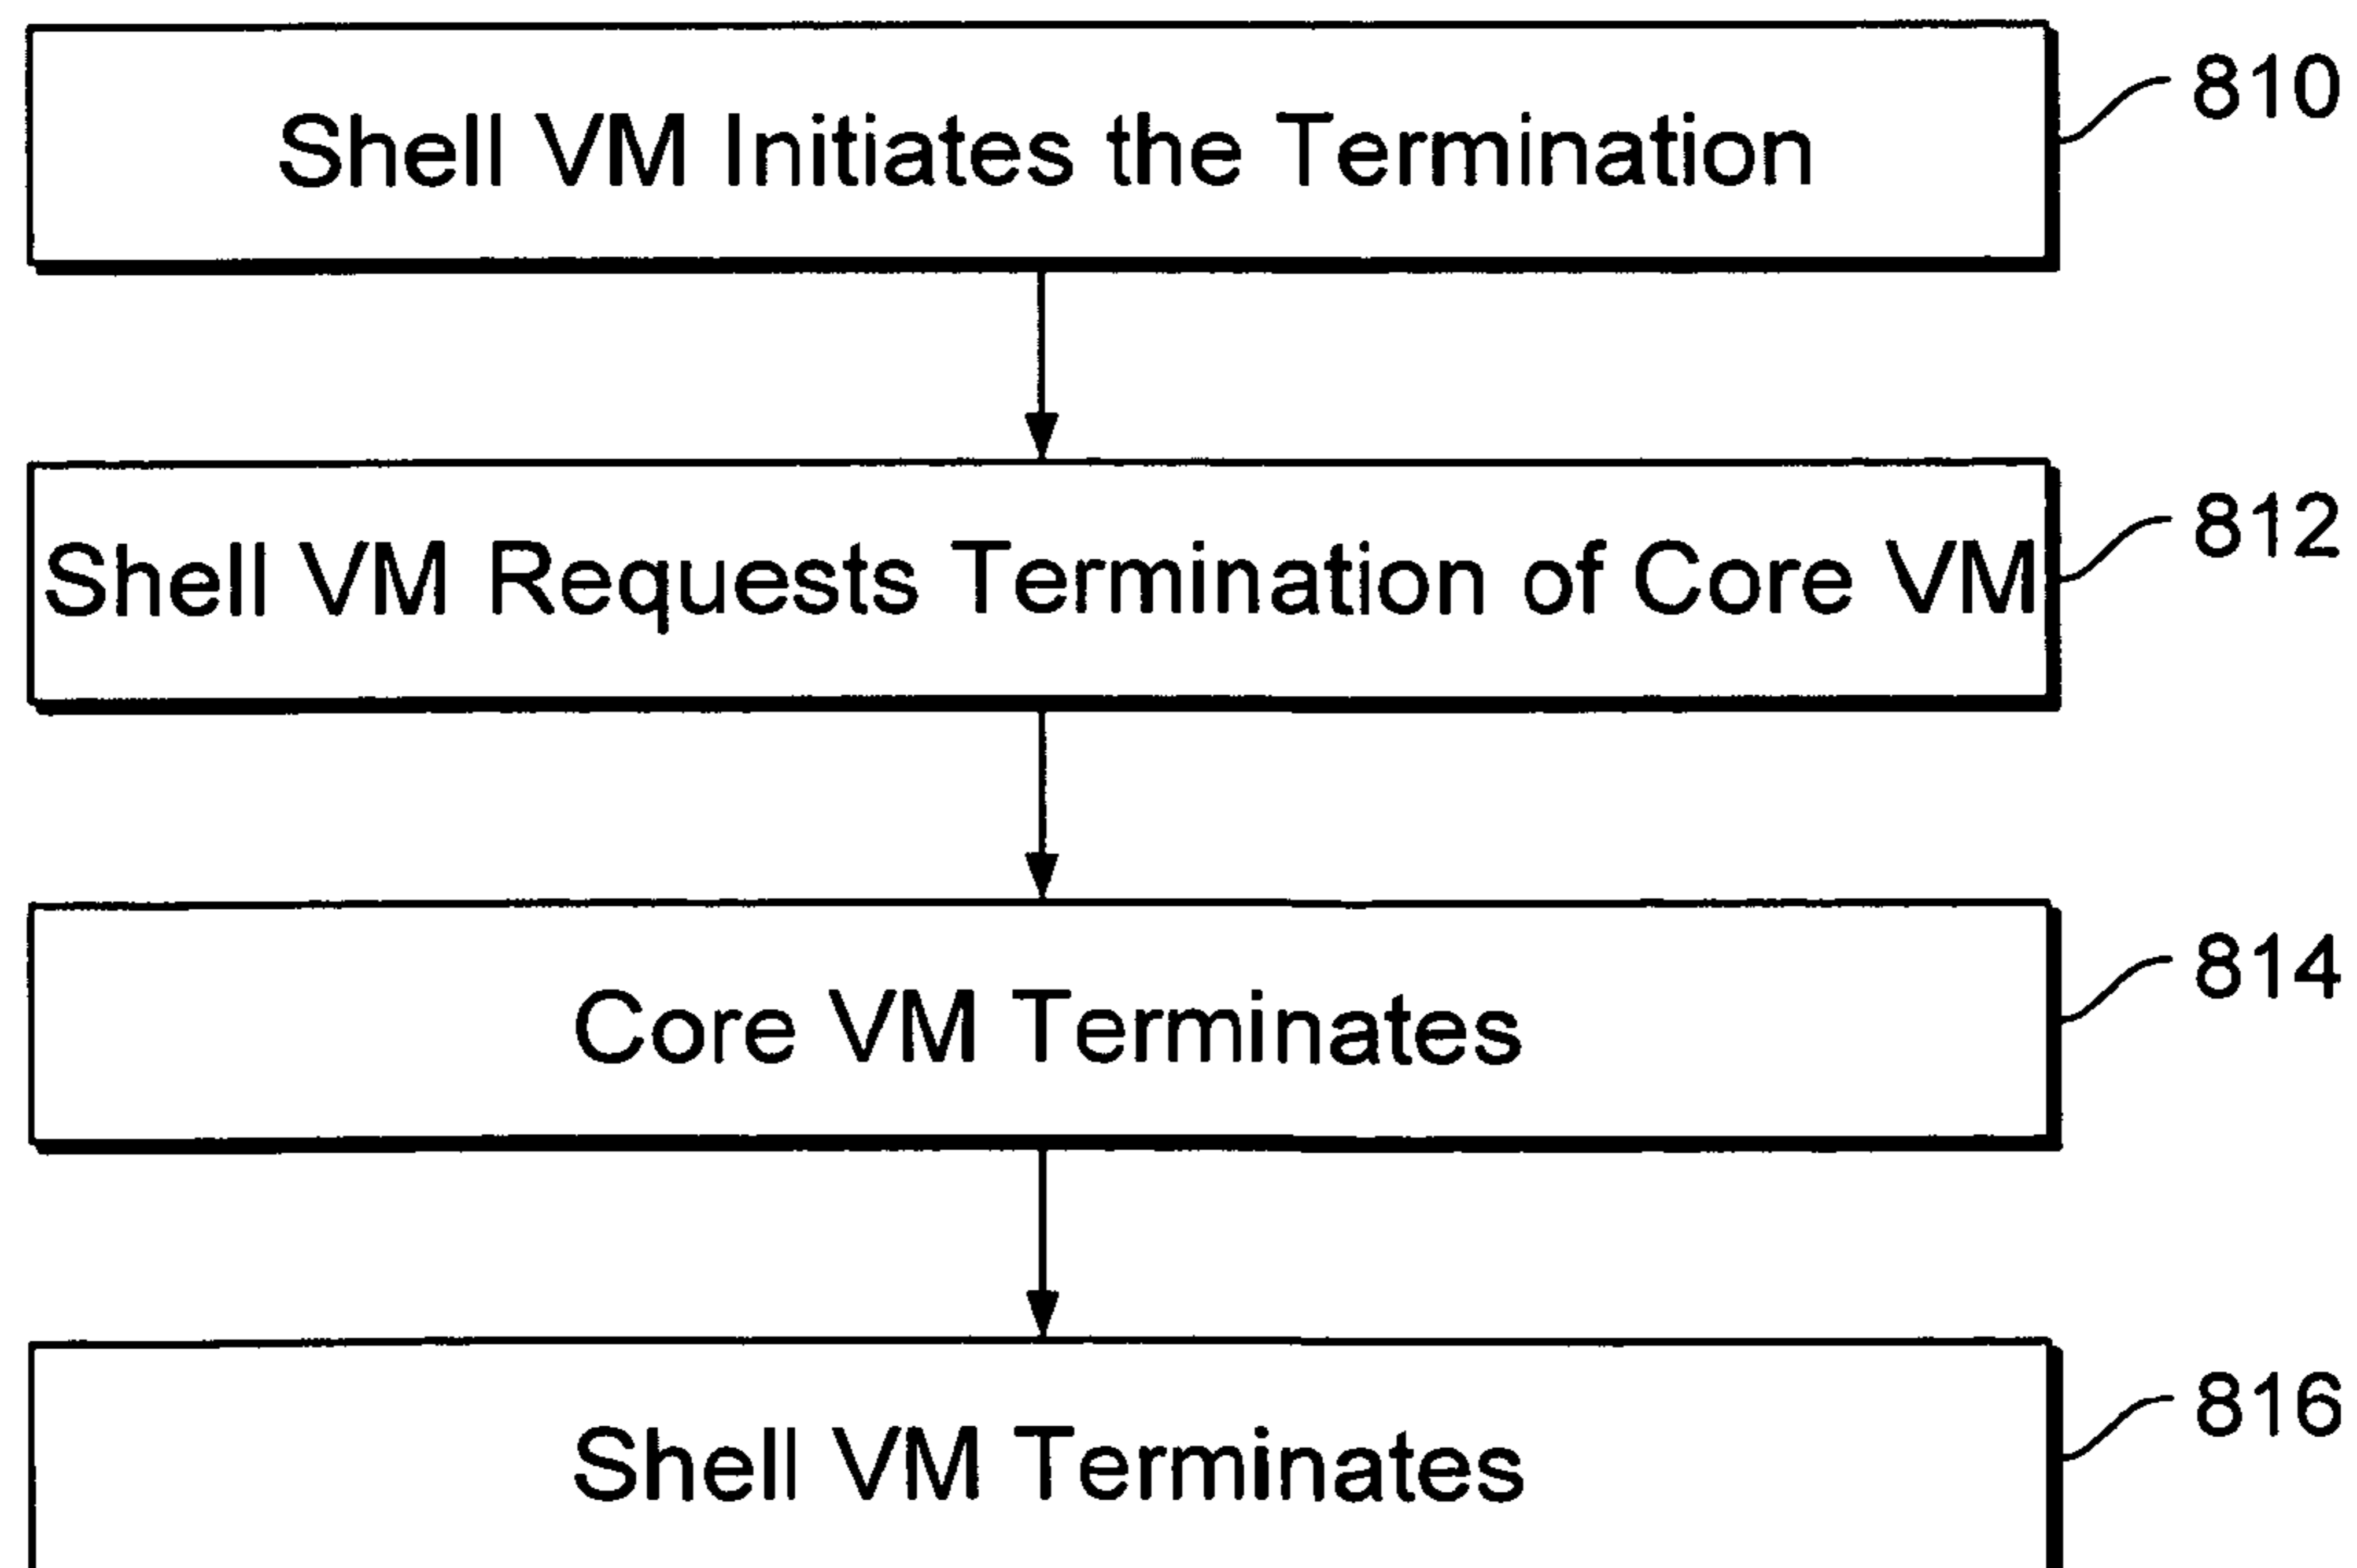 Shell VM Initiates the Termination
810
Shell VM Requests Termination of Core VM
812
Core VM Terminates
814
Shell VM Terminates
816